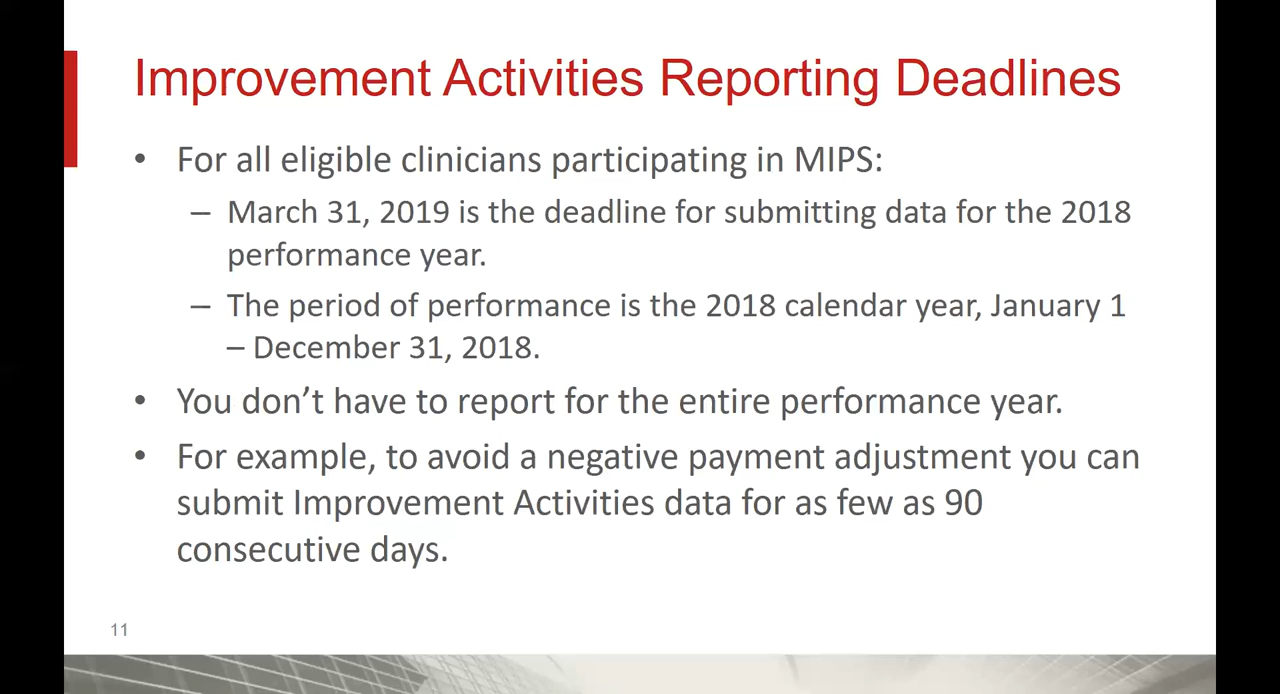 Improvement Activities Reporting Deadlines
• For all eligible clinicians participating in MIPS:
– March 31, 2019 is the deadline for submitting data for the 2018
performance year.
– The period of performance is the 2018 calendar year, January 1
– December 31, 2018.
• You don’t have to report for the entire performance year.
• For example, to avoid a negative payment adjustment you can
submit Improvement Activities data for as few as 90
consecutive days.
11